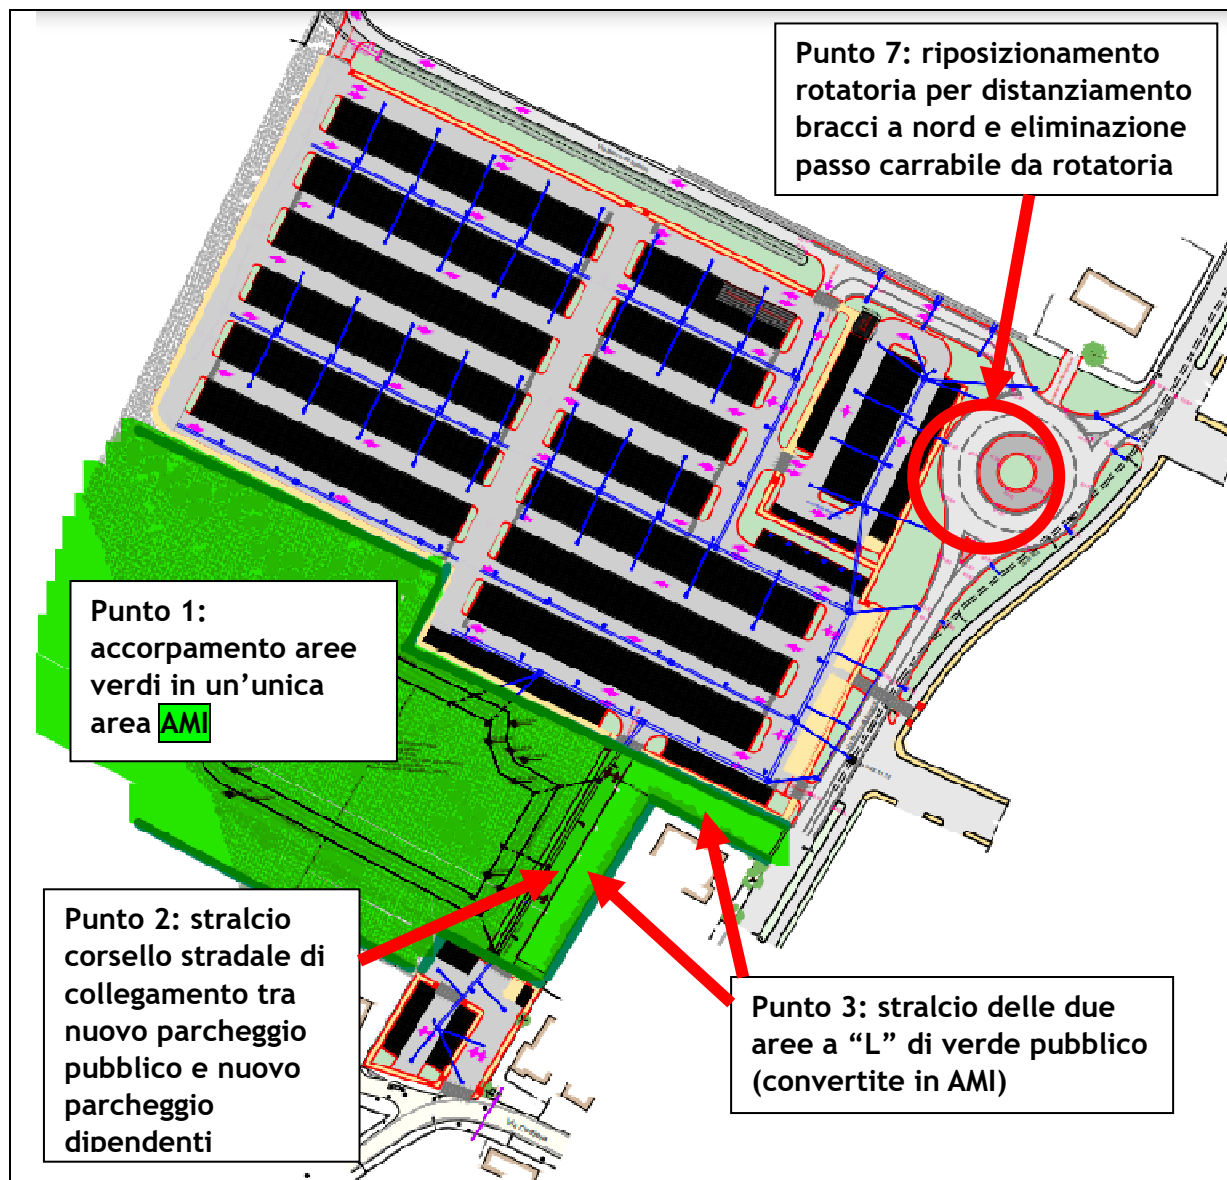 Punto 7: riposizionamento
rotatoria per distanziamento
bracci a nord e eliminazione
passo carrabile da rotatoria
Punto 1:
accorpamento aree
verdi in un’unica
area AMI
Punto 2: stralcio
corsello stradale di
collegamento tra
nuovo parcheggio
pubblico e nuovo
parcheggio
dipendenti
Punto 3: stralcio delle due
aree a “L” di verde pubblico
(convertite in AMI)